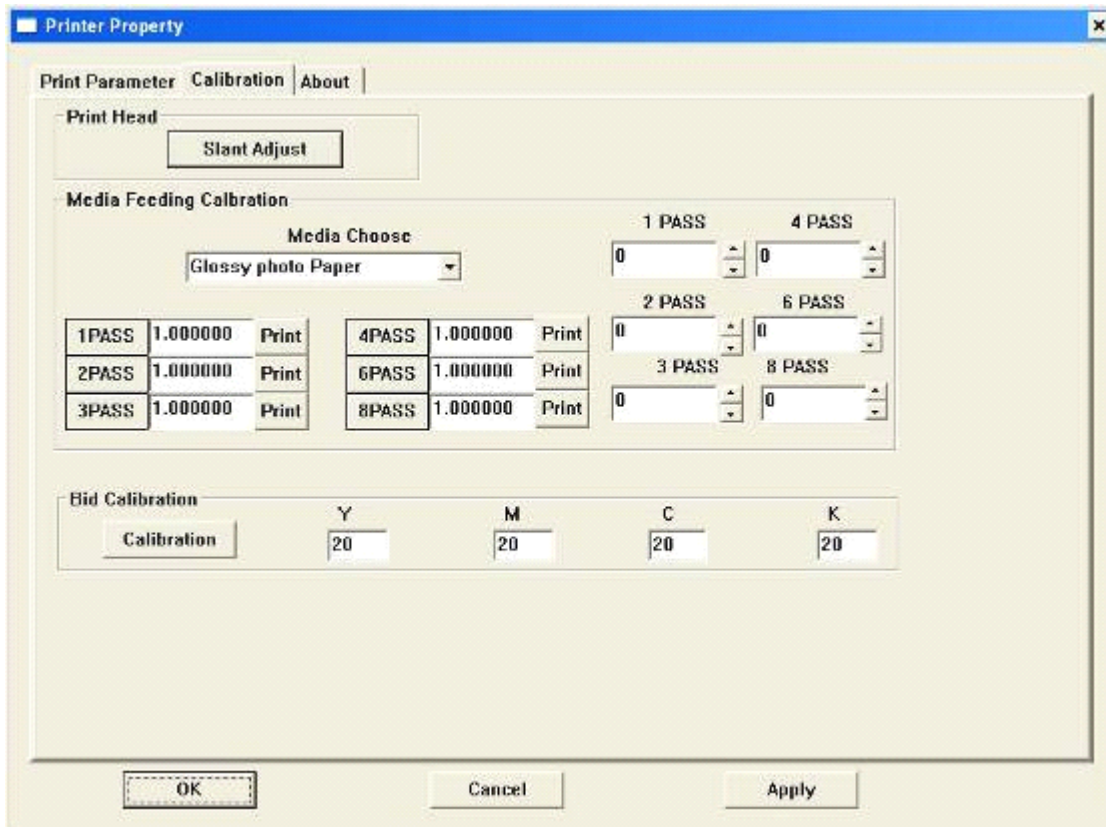 Printer Property
Print Parameter Calibration About
Print Head
Slant Adjust
Media Feeding Calbration
Media Choose
Glossy photo Paper
1 PASS 4 PASS
0 0
2 PASS 6 PASS
0 0
3 PASS 8 PASS
0 0
1PASS 1.000000 Print 4PASS 1.000000 Print
2PASS 1.000000 Print 6PASS 1.000000 Print
3PASS 1.000000 Print 8PASS 1.000000 Print
Bid Calibration
Y M C K
Calibration 20 20 20 20
OK Cancel Apply